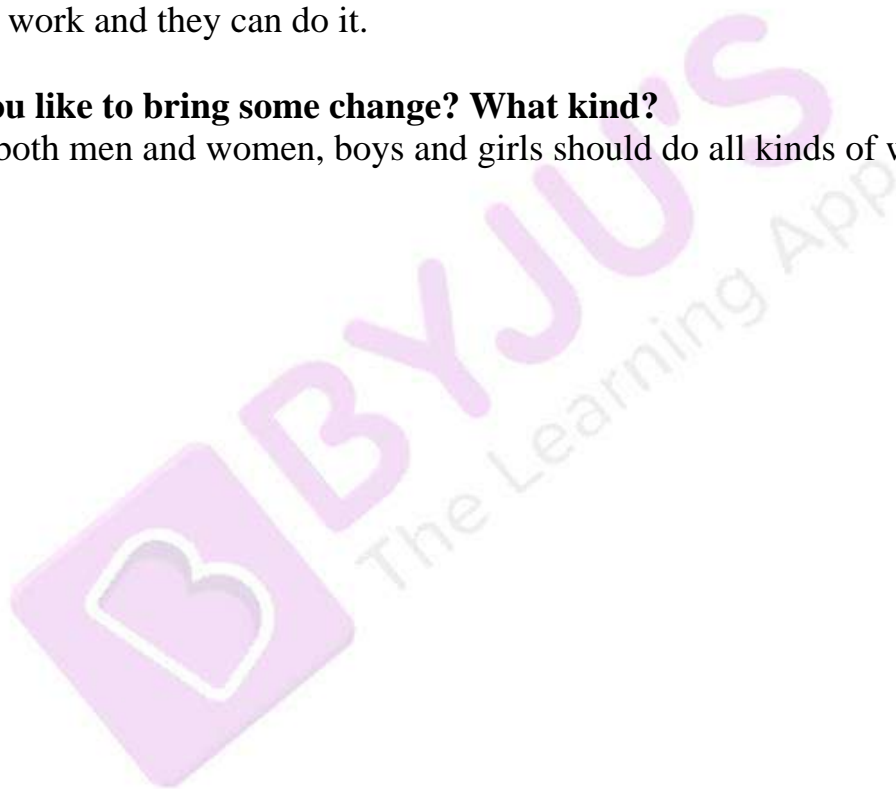 work and they can do it.
ou like to bring some change? What kind?
both men and women, boys and girls should do all kinds of
BYJU'S
The Learning App
B